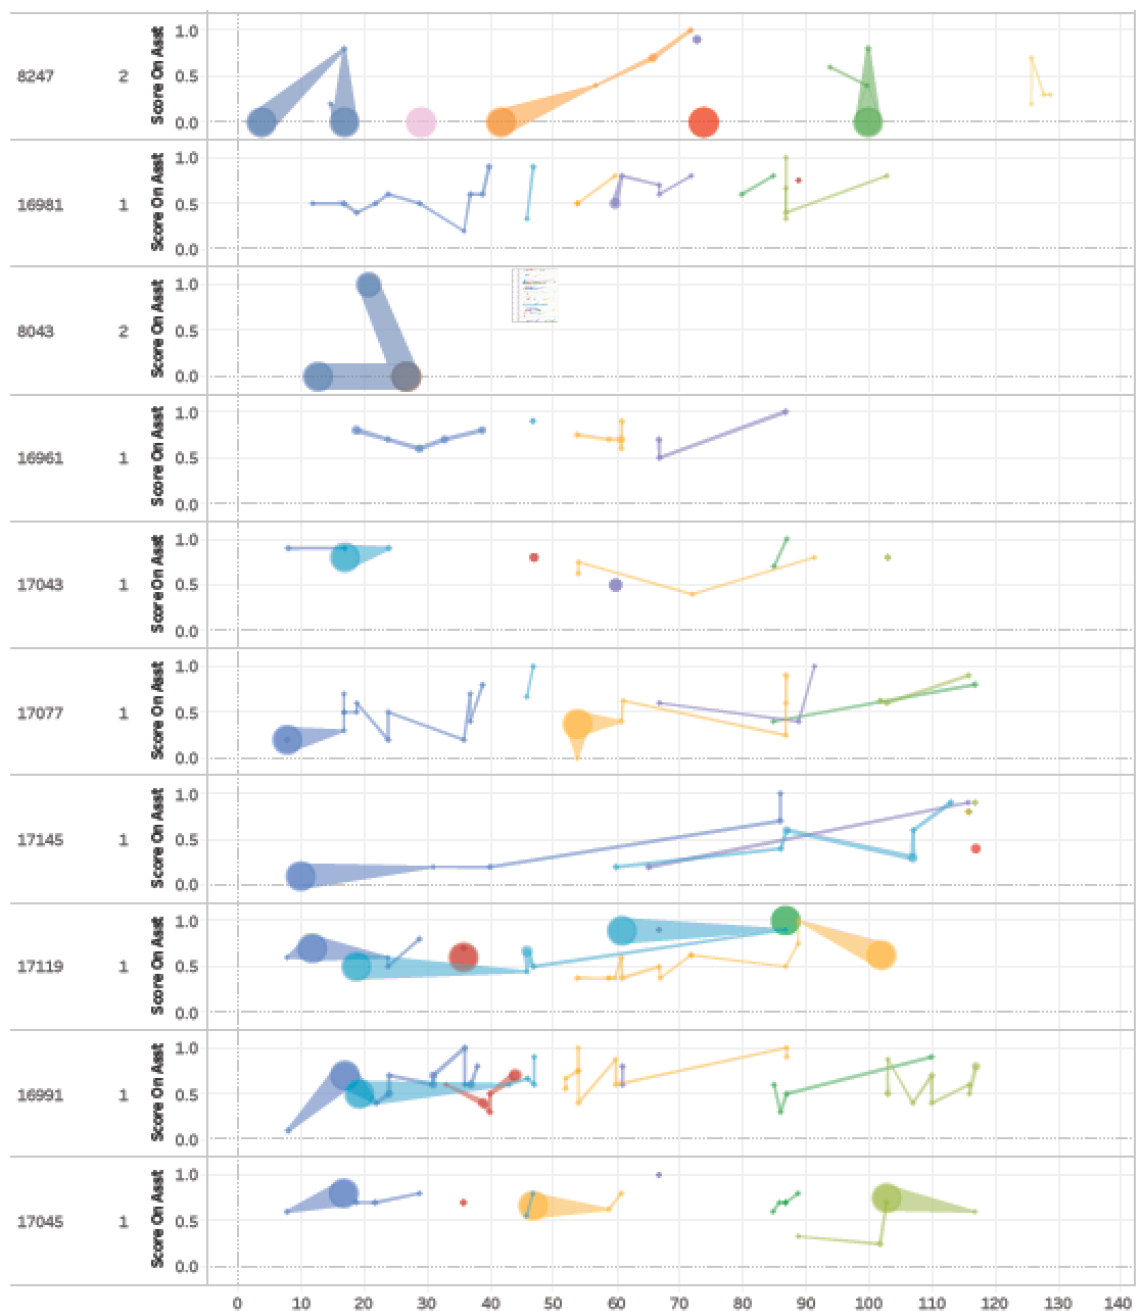 8247 2 Score On Asst 1.0 0.5 0.0
16981 1 Score On Asst 1.0 0.5 0.0
8043 2 Score On Asst 1.0 0.5 0.0
16961 1 Score On Asst 1.0 0.5 0.0
17043 1 Score On Asst 1.0 0.5 0.0
17077 1 Score On Asst 1.0 0.5 0.0
17145 1 Score On Asst 1.0 0.5 0.0
17119 1 Score On Asst 1.0 0.5 0.0
16991 1 Score On Asst 1.0 0.5 0.0
17045 1 Score On Asst 1.0 0.5 0.0
0 10 20 30 40 50 60 70 80 90 100 110 120 130 140